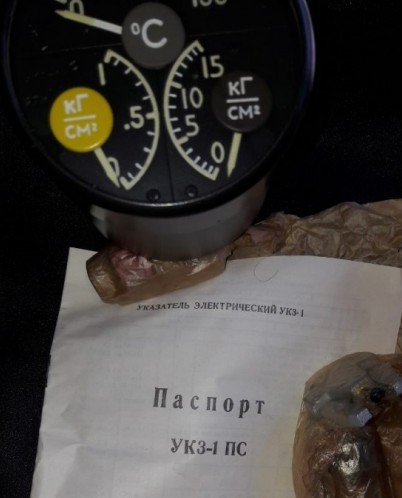 100
0
°C
1
15
КГ
СМ²
.5
10
КГ
СМ²
5
0
0
УКАЗАТЕЛЬ ЭЛЕКТРИЧЕСКИЙ УКЗ-1
Паспорт
УКЗ-1 ПС